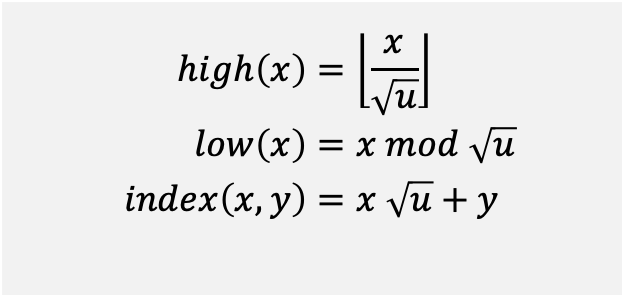 high(x) = ⌊x/√u⌋
low(x) = x mod √u
index(x, y) = x √u + y